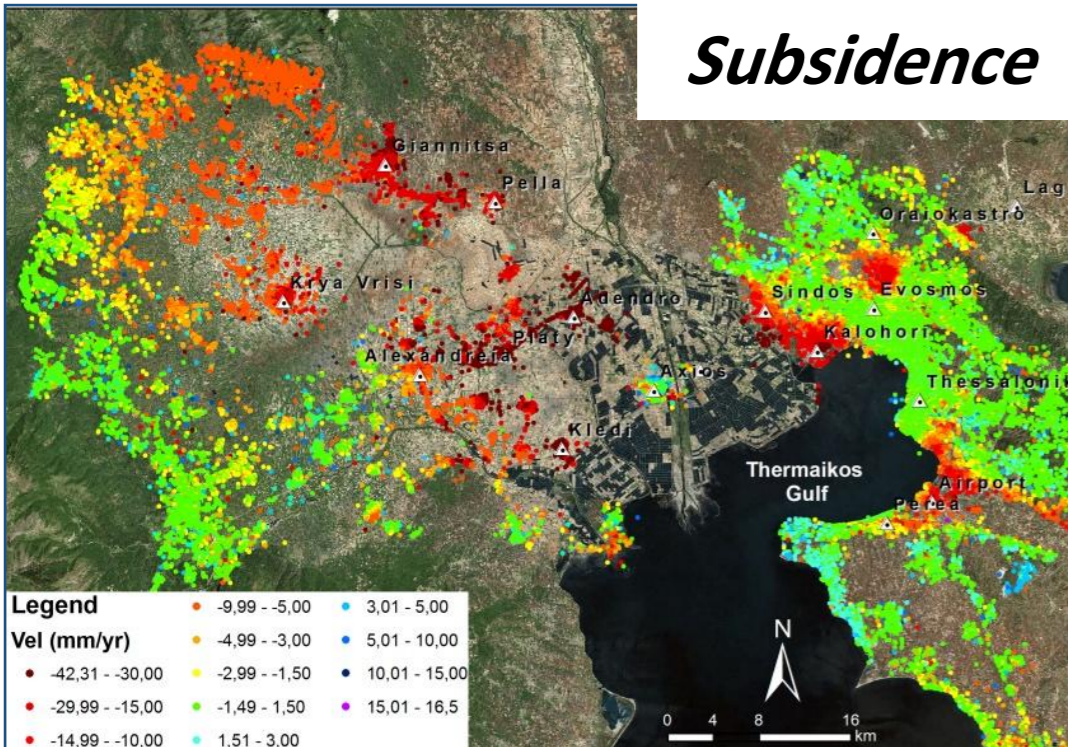 Subsidence
Giannitsa
Pella
Lag
Oraiokastro
Krya Vrisi
Adendro
Sindos
Evosmos
Platy
Kalohori
Alexandreia
Axios
Thessalonik
Kledi
Thermaikos
Gulf
Airport
Perea
Legend
Vel (mm/yr)
-42,31 - -30,00
-29,99 - -15,00
-14,99 - -10,00
-9,99 - -5,00
-4,99 - -3,00
-2,99 - -1,50
-1,49 - 1,50
1,51 - 3,00
3,01 - 5,00
5,01 - 10,00
10,01 - 15,00
15,01 - 16,5
N
0 4 8 16
km